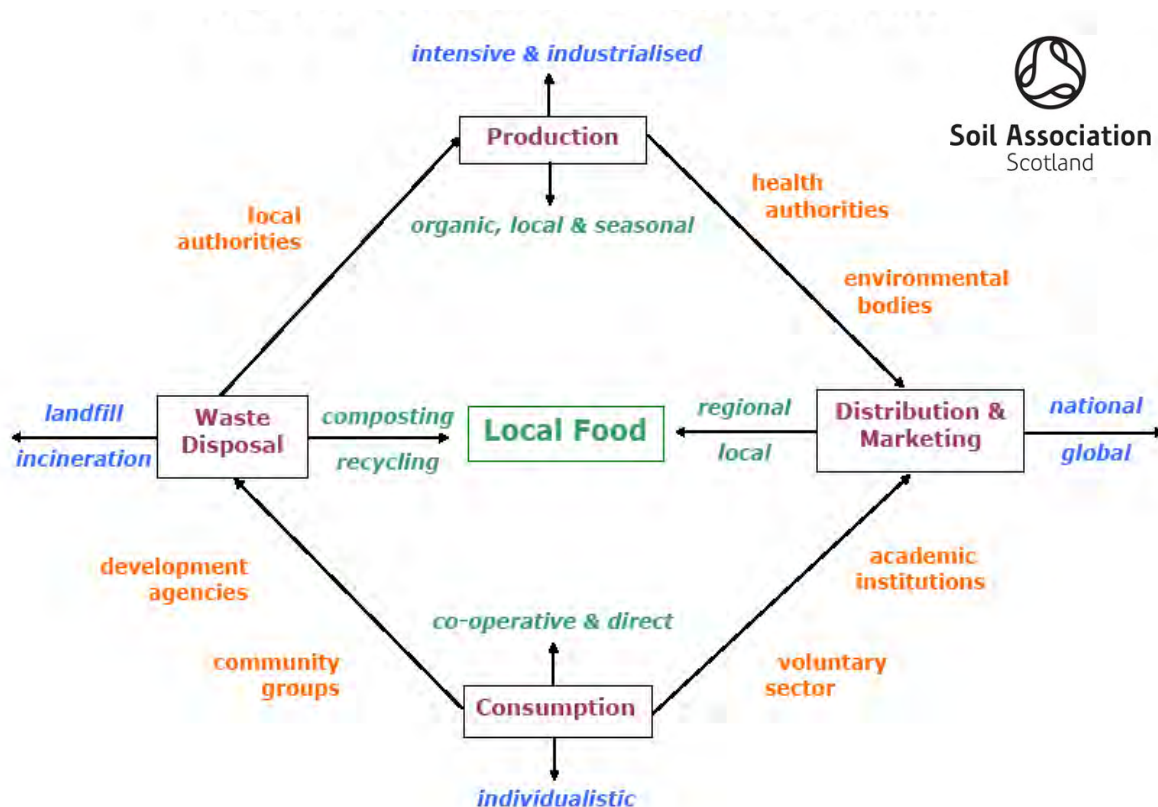 intensive & industrialised
Soil Association
Scotland
Production
health
authorities
local
authorities
organic, local & seasonal
environmental
bodies
landfill
incineration
Waste
Disposal
composting
recycling
Local Food
regional
local
Distribution &
Marketing
national
global
development
agencies
academic
institutions
co-operative & direct
community
groups
voluntary
sector
Consumption
individualistic